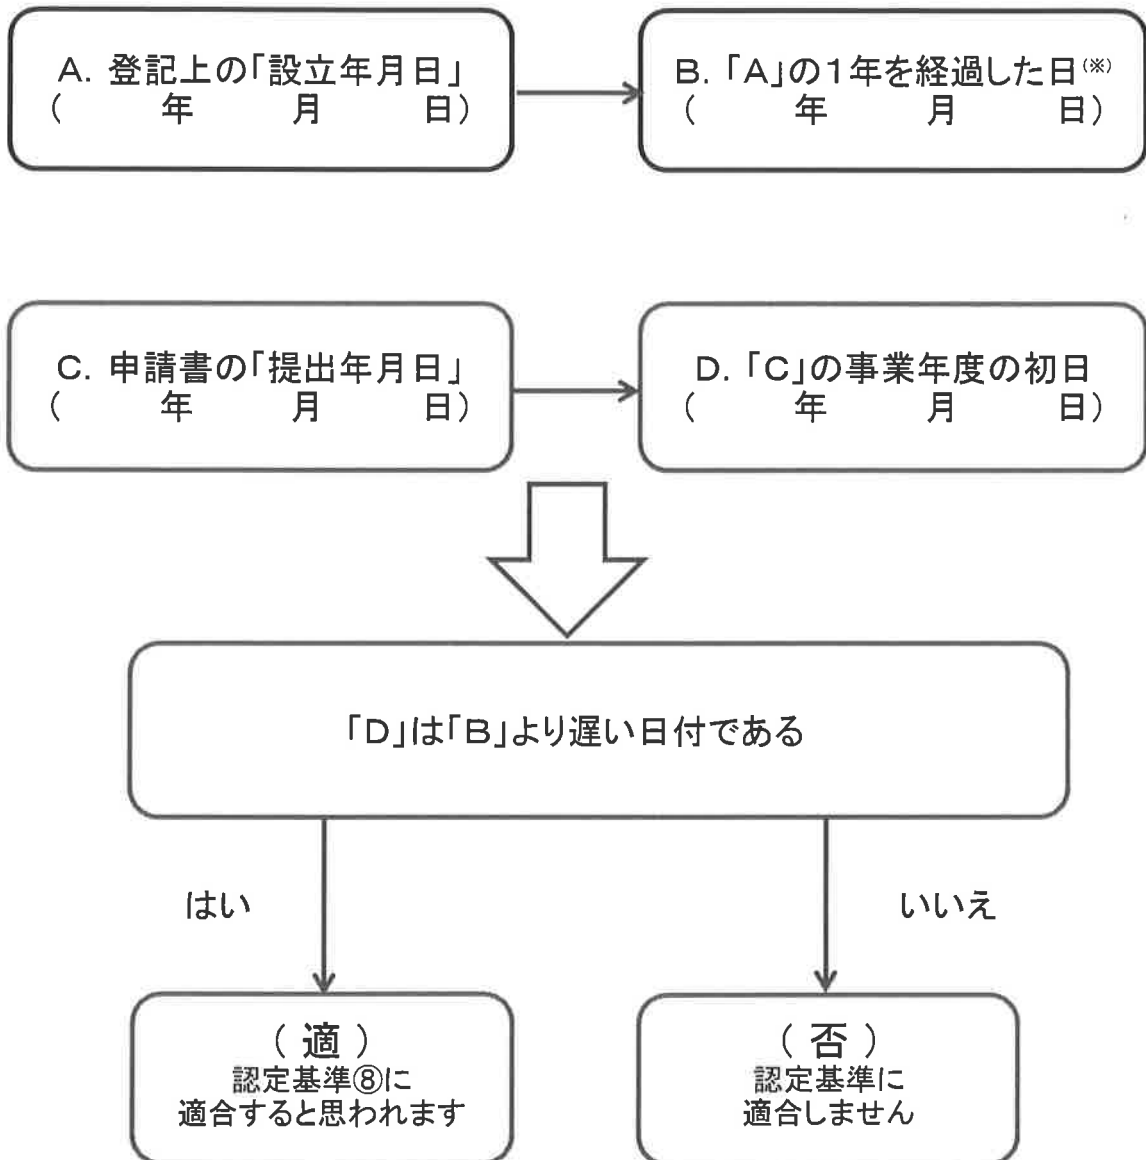 A. 登記上の「設立年月日」
(　　年　　月　　日)
B. 「A」の1年を経過した日(※)
(　　年　　月　　日)
C. 申請書の「提出年月日」
(　　年　　月　　日)
D. 「C」の事業年度の初日
(　　年　　月　　日)
「D」は「B」より遅い日付である
はい
いいえ
(適)
認定基準⑧に
適合すると思われます
(否)
認定基準に
適合しません